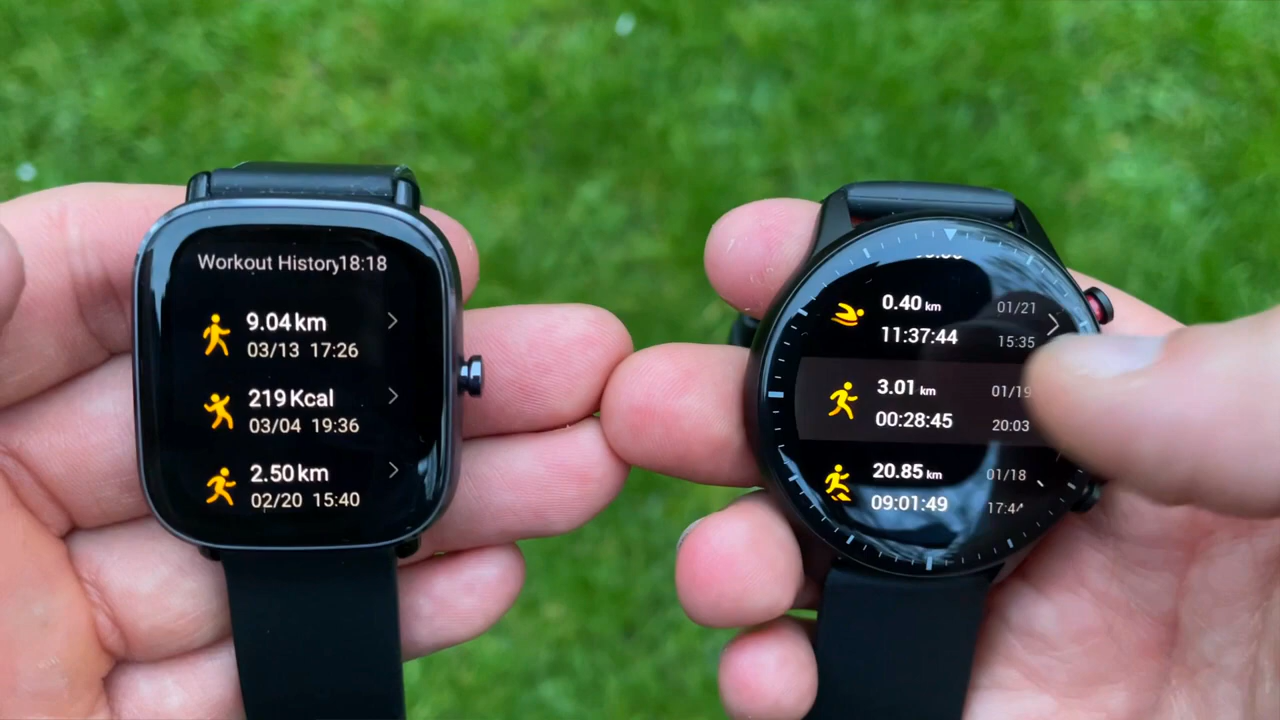 Workout History18:18
9.04km
03/13 17:26
219Kcal
03/04 19:36
2.50km
02/20 15:40
0.40 km 01/21
11:37:44 15:35
3.01 km 01/19
00:28:45 20:03
20.85 km 01/18
09:01:49